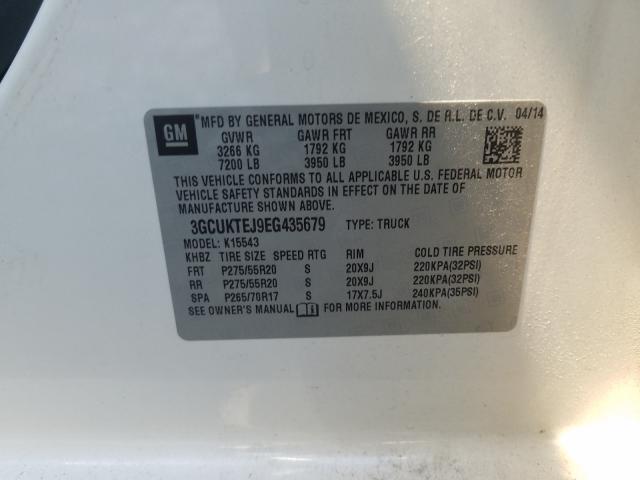 GM ® MFD BY GENERAL MOTORS DE MEXICO, S. DE R.L. DE C.V. 04/14
GVWR GAWR FRT GAWR RR
3266 KG 1792 KG 1792 KG
7200 LB 3950 LB 3950 LB
THIS VEHICLE CONFORMS TO ALL APPLICABLE U.S. FEDERAL MOTOR
VEHICLE SAFETY STANDARDS IN EFFECT ON THE DATE OF
MANUFACTURE SHOWN ABOVE.
3GCUKTEJ9EG435679 TYPE: TRUCK
MODEL: K15543
KHBZ TIRE SIZE SPEED RTG RIM COLD TIRE PRESSURE
FRT P275/55R20 S 20X9J 220KPA(32PSI)
RR P275/55R20 S 20X9J 220KPA(32PSI)
SPA P265/70R17 S 17X7.5J 240KPA(35PSI)
SEE OWNER'S MANUAL FOR MORE INFORMATION.